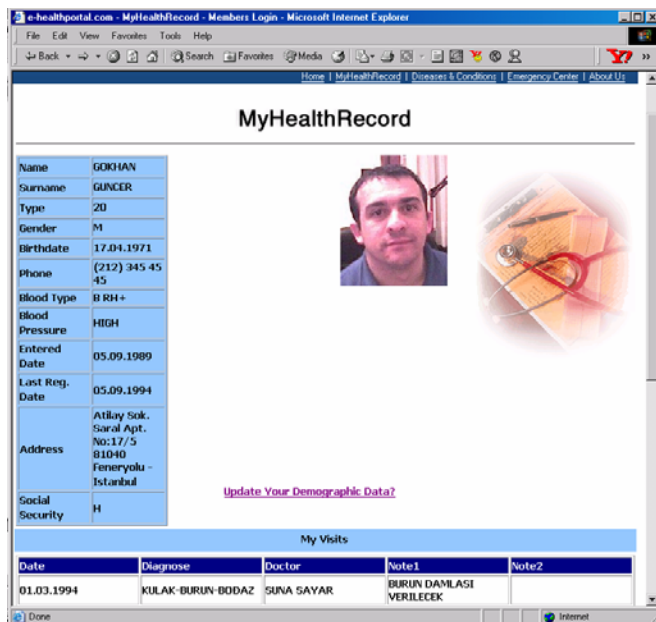 e-healthportal.com - MyHealthRecord - Members Login - Microsoft Internet Explorer
File Edit View Favorites Tools Help
Back Search Favorites Media
Home | MyHealthRecord | Diseases & Conditions | Emergency Center | About Us
MyHealthRecord
Name GOKHAN
Surname GUNCER
Type 20
Gender M
Birthdate 17.04.1971
Phone (212) 345 45
45
Blood Type B RH+
Blood
Pressure HIGH
Entered
Date 05.09.1989
Last Reg.
Date 05.09.1994
Address Atilay Sok.
Saral Apt.
No:17/5
81040
Feneryolu -
Istanbul
Social
Security H
Update Your Demographic Data?
My Visits
Date Diagnose Doctor Note1 Note2
01.03.1994 KULAK-BURUN-BODAZ SUNA SAYAR BURUN DAMLASI
VERILECEK
Done Internet